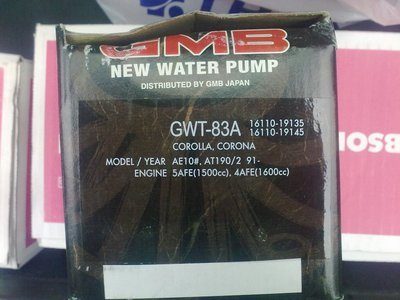 GMB
NEW WATER PUMP
DISTRIBUTED BY GMB JAPAN
GWT-83A 16110-19135
16110-19145
COROLLA, CORONA
MODEL / YEAR AE10#, AT190/2 91-
ENGINE 5AFE(1500cc), 4AFE(1600cc)
BSON